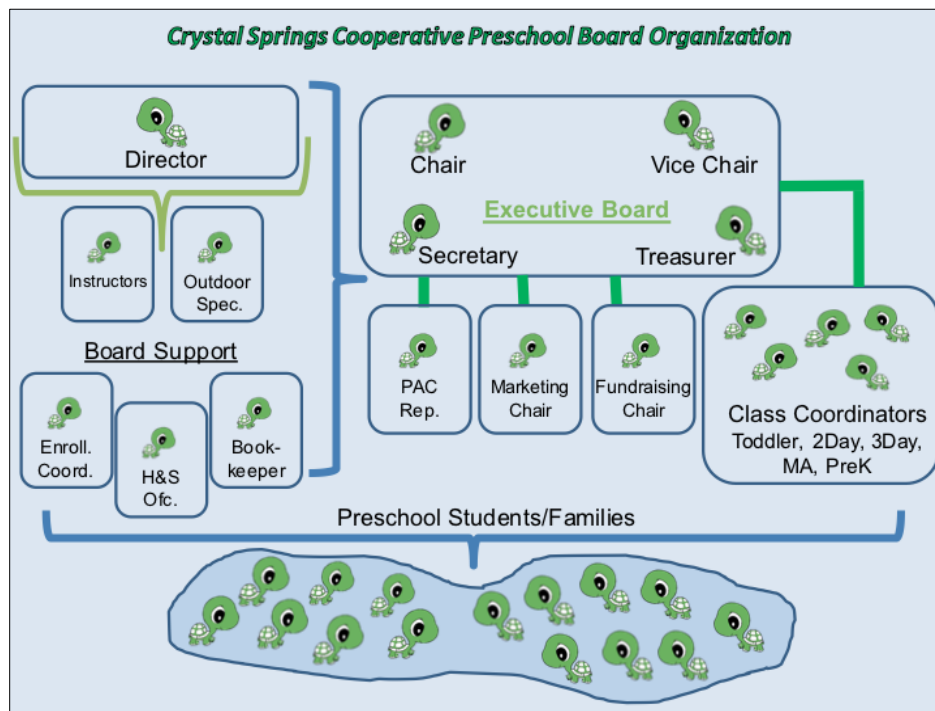 Crystal Springs Cooperative Preschool Board Organization
Director
Instructors
Outdoor
Spec.
Board Support
Enroll.
Coord.
H&S
Ofc.
Book-
keeper
Chair
Vice Chair
Executive Board
Secretary
Treasurer
PAC
Rep.
Marketing
Chair
Fundraising
Chair
Class Coordinators
Toddler, 2Day, 3Day,
MA, PreK
Preschool Students/Families